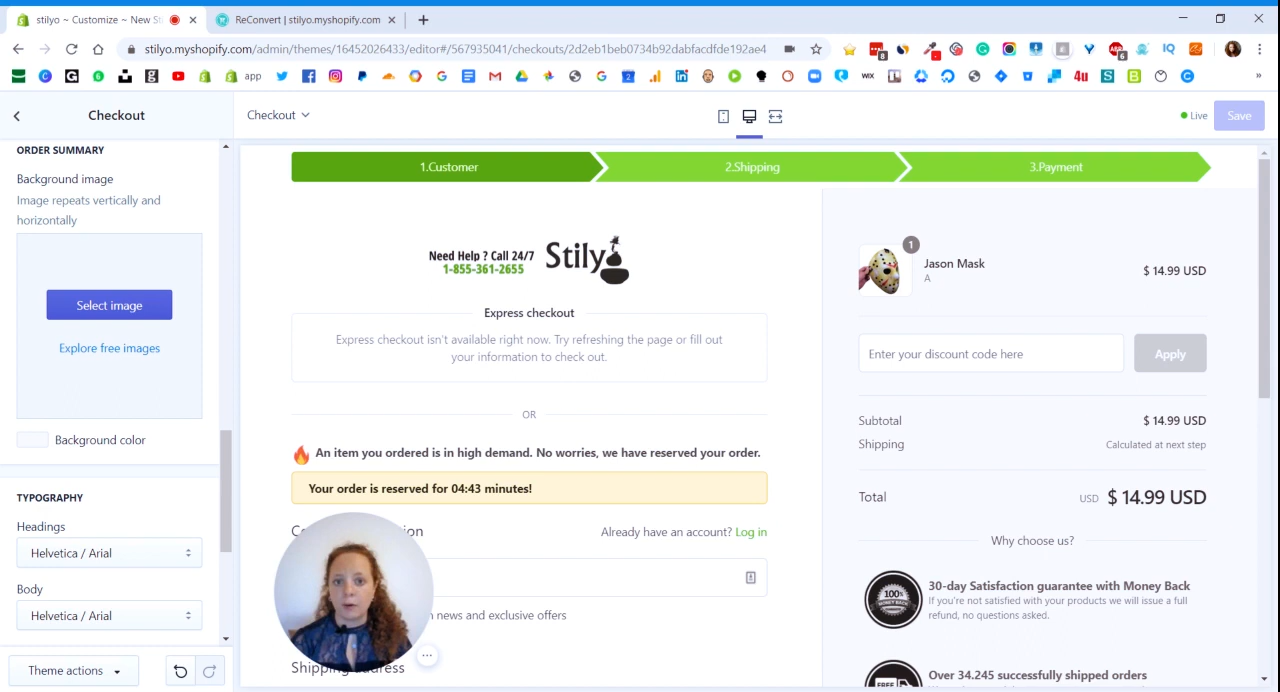 stilyo ~ Customize ~ New St
ReConvert | stilyo.myshopify.com
stilyo.myshopify.com/admin/themes/16452026433/editor#/567935041/checkouts/2d2eb1beb0734b92dabfacdfde192ae4
app
WIX
4u
Checkout
Checkout
Live
Save
ORDER SUMMARY
Background image
Image repeats vertically and
horizontally
Select image
Explore free images
Background color
TYPOGRAPHY
Headings
Helvetica / Arial
Body
Helvetica / Arial
Theme actions
1.Customer
2.Shipping
3.Payment
Need Help ? Call 24/7
1-855-361-2655
Stilyo
Express checkout
Express checkout isn't available right now. Try refreshing the page or fill out
your information to check out.
OR
An item you ordered is in high demand. No worries, we have reserved your order.
Your order is reserved for 04:43 minutes!
Already have an account? Log in
news and exclusive offers
Shipping address
1
Jason Mask
A
$ 14.99 USD
Enter your discount code here
Apply
Subtotal
$ 14.99 USD
Shipping
Calculated at next step
Total
USD $ 14.99 USD
Why choose us?
100%
MONEY BACK
30-day Satisfaction guarantee with Money Back
If you're not satisfied with your products we will issue a full
refund, no questions asked.
FREE
Over 34.245 successfully shipped orders